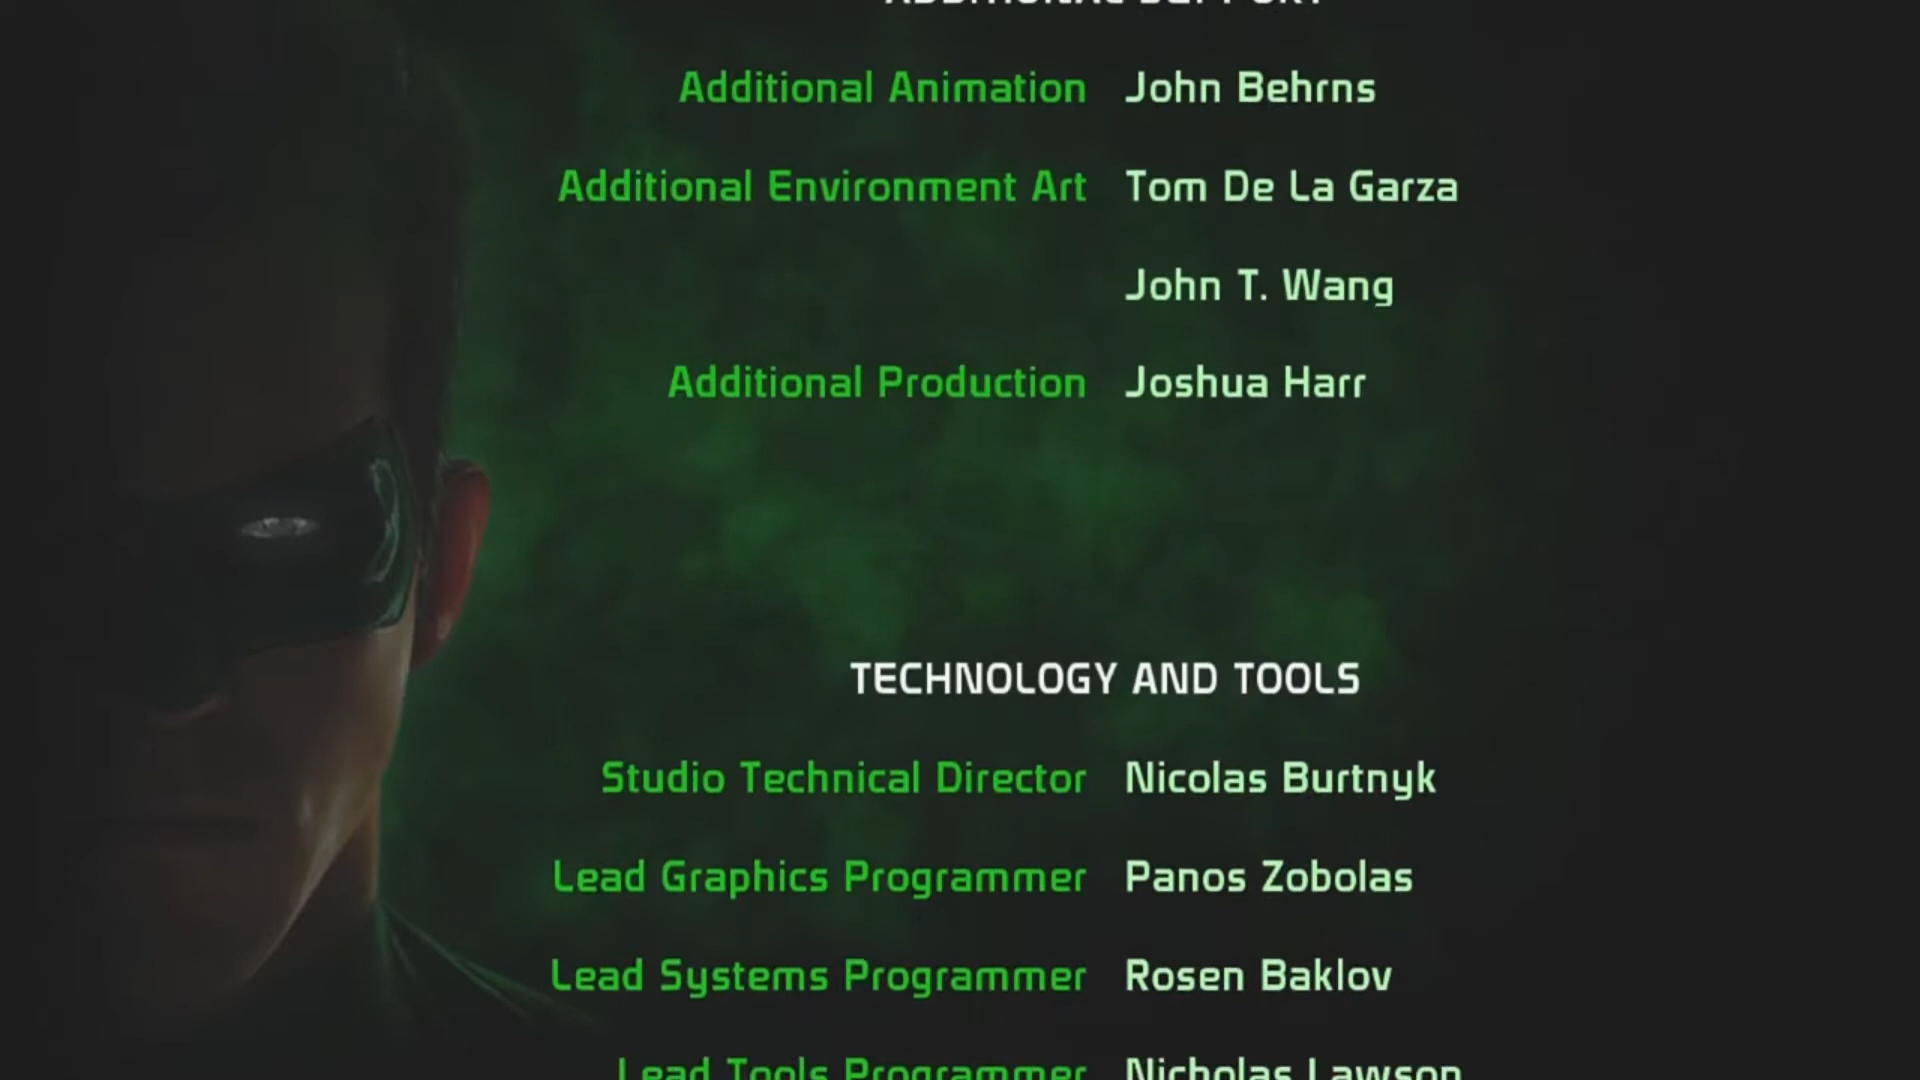 ADDITIONAL SUPPORT
Additional Animation John Behrns
Additional Environment Art Tom De La Garza
John T. Wang
Additional Production Joshua Harr
TECHNOLOGY AND TOOLS
Studio Technical Director Nicolas Burtnyk
Lead Graphics Programmer Panos Zobolas
Lead Systems Programmer Rosen Baklov
Lead Tools Programmer Nicholas Lawson